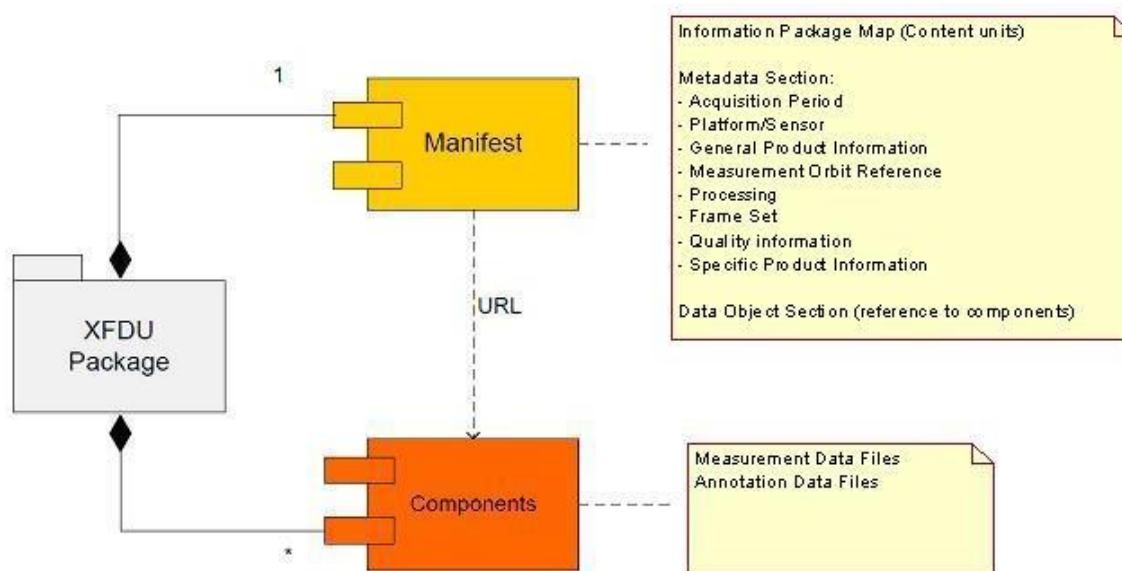 1
Manifest
Information Package Map (Content units)
Metadata Section:
- Acquisition Period
- Platform/Sensor
- General Product Information
- Measurement Orbit Reference
- Processing
- Frame Set
- Quality information
- Specific Product Information
Data Object Section (reference to components)
XFDU
Package
URL
Components
*
Measurement Data Files
Annotation Data Files